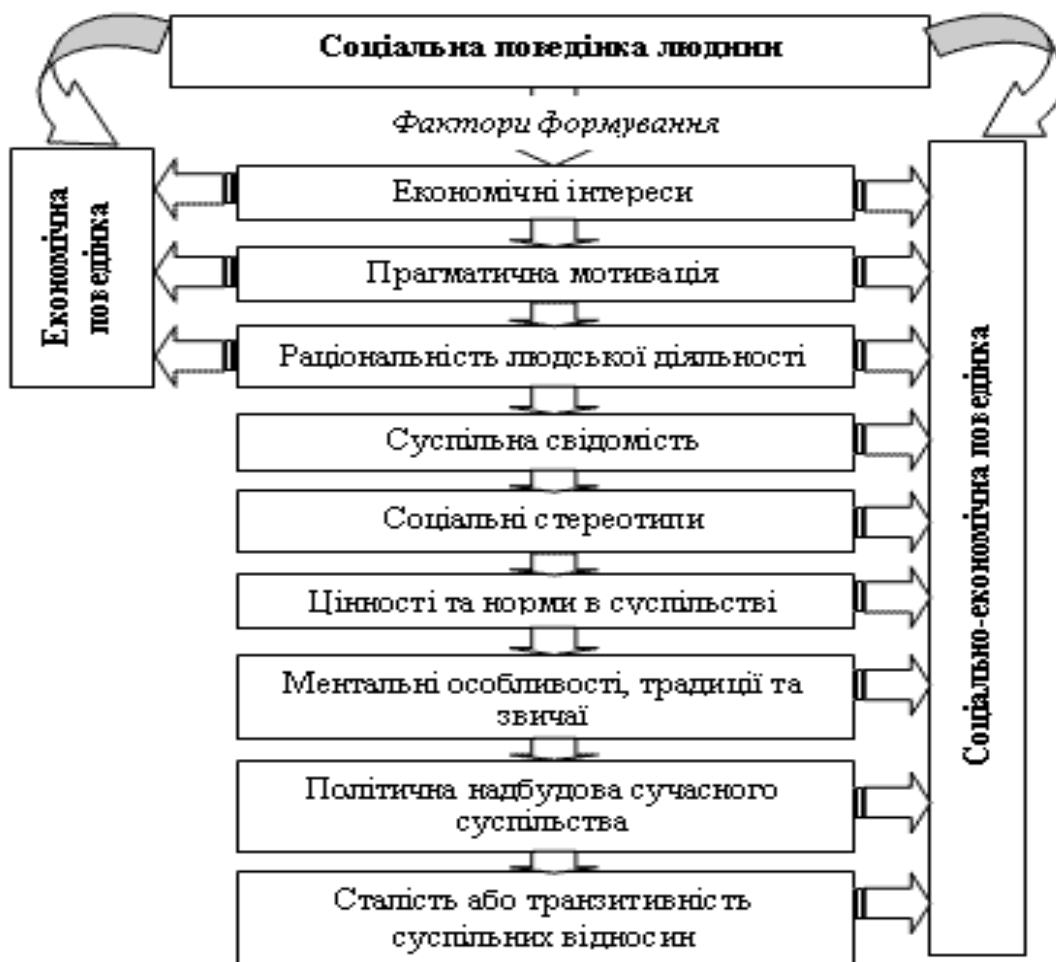 Соціальна поведінка людини
Фактори формування
Економічна
поведінка
Економічні інтереси
Прагматична мотивація
Раціональність людської діяльності
Суспільна свідомість
Соціальні стереотипи
Цінності та норми в суспільстві
Ментальні особливості, традиції та
звичаї
Політична надбудова сучасного
суспільства
Сталість або транзитивність
суспільних відносин
Соціально-економічна поведінка